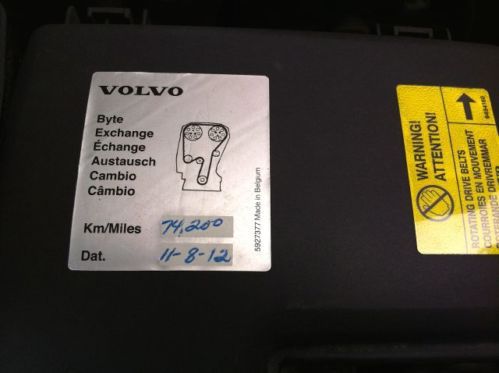 VOLVO
Byte
Exchange
Échange
Austausch
Cambio
Câmbio
Km/Miles 74,200
Dat. 11-8-12
5927377 Made in Belgium
WARNING!
ATTENTION!
ROTATING DRIVE BELTS
COURROIES EN MOUVEMENT
DRIVREMMAR